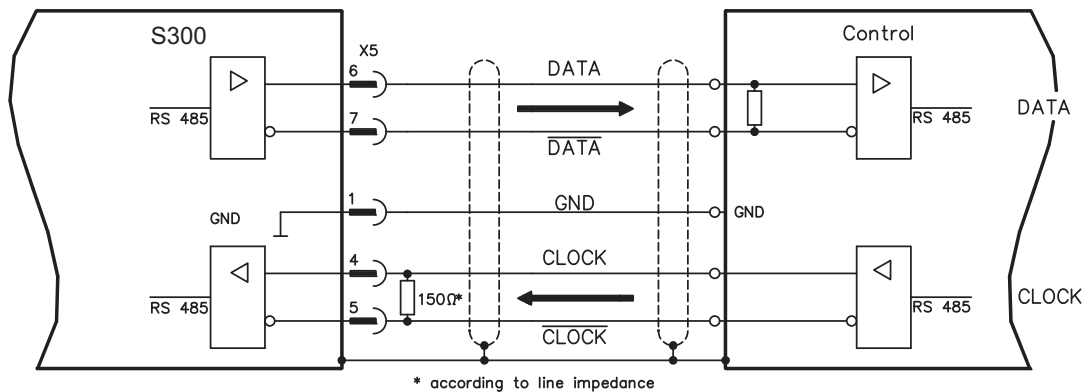 S300
Control
X5
6
DATA
DATA
RS 485
RS 485
7
DATA
1
GND
GND
GND
4
CLOCK
RS 485
150Ω*
RS 485
CLOCK
5
CLOCK
* according to line impedance